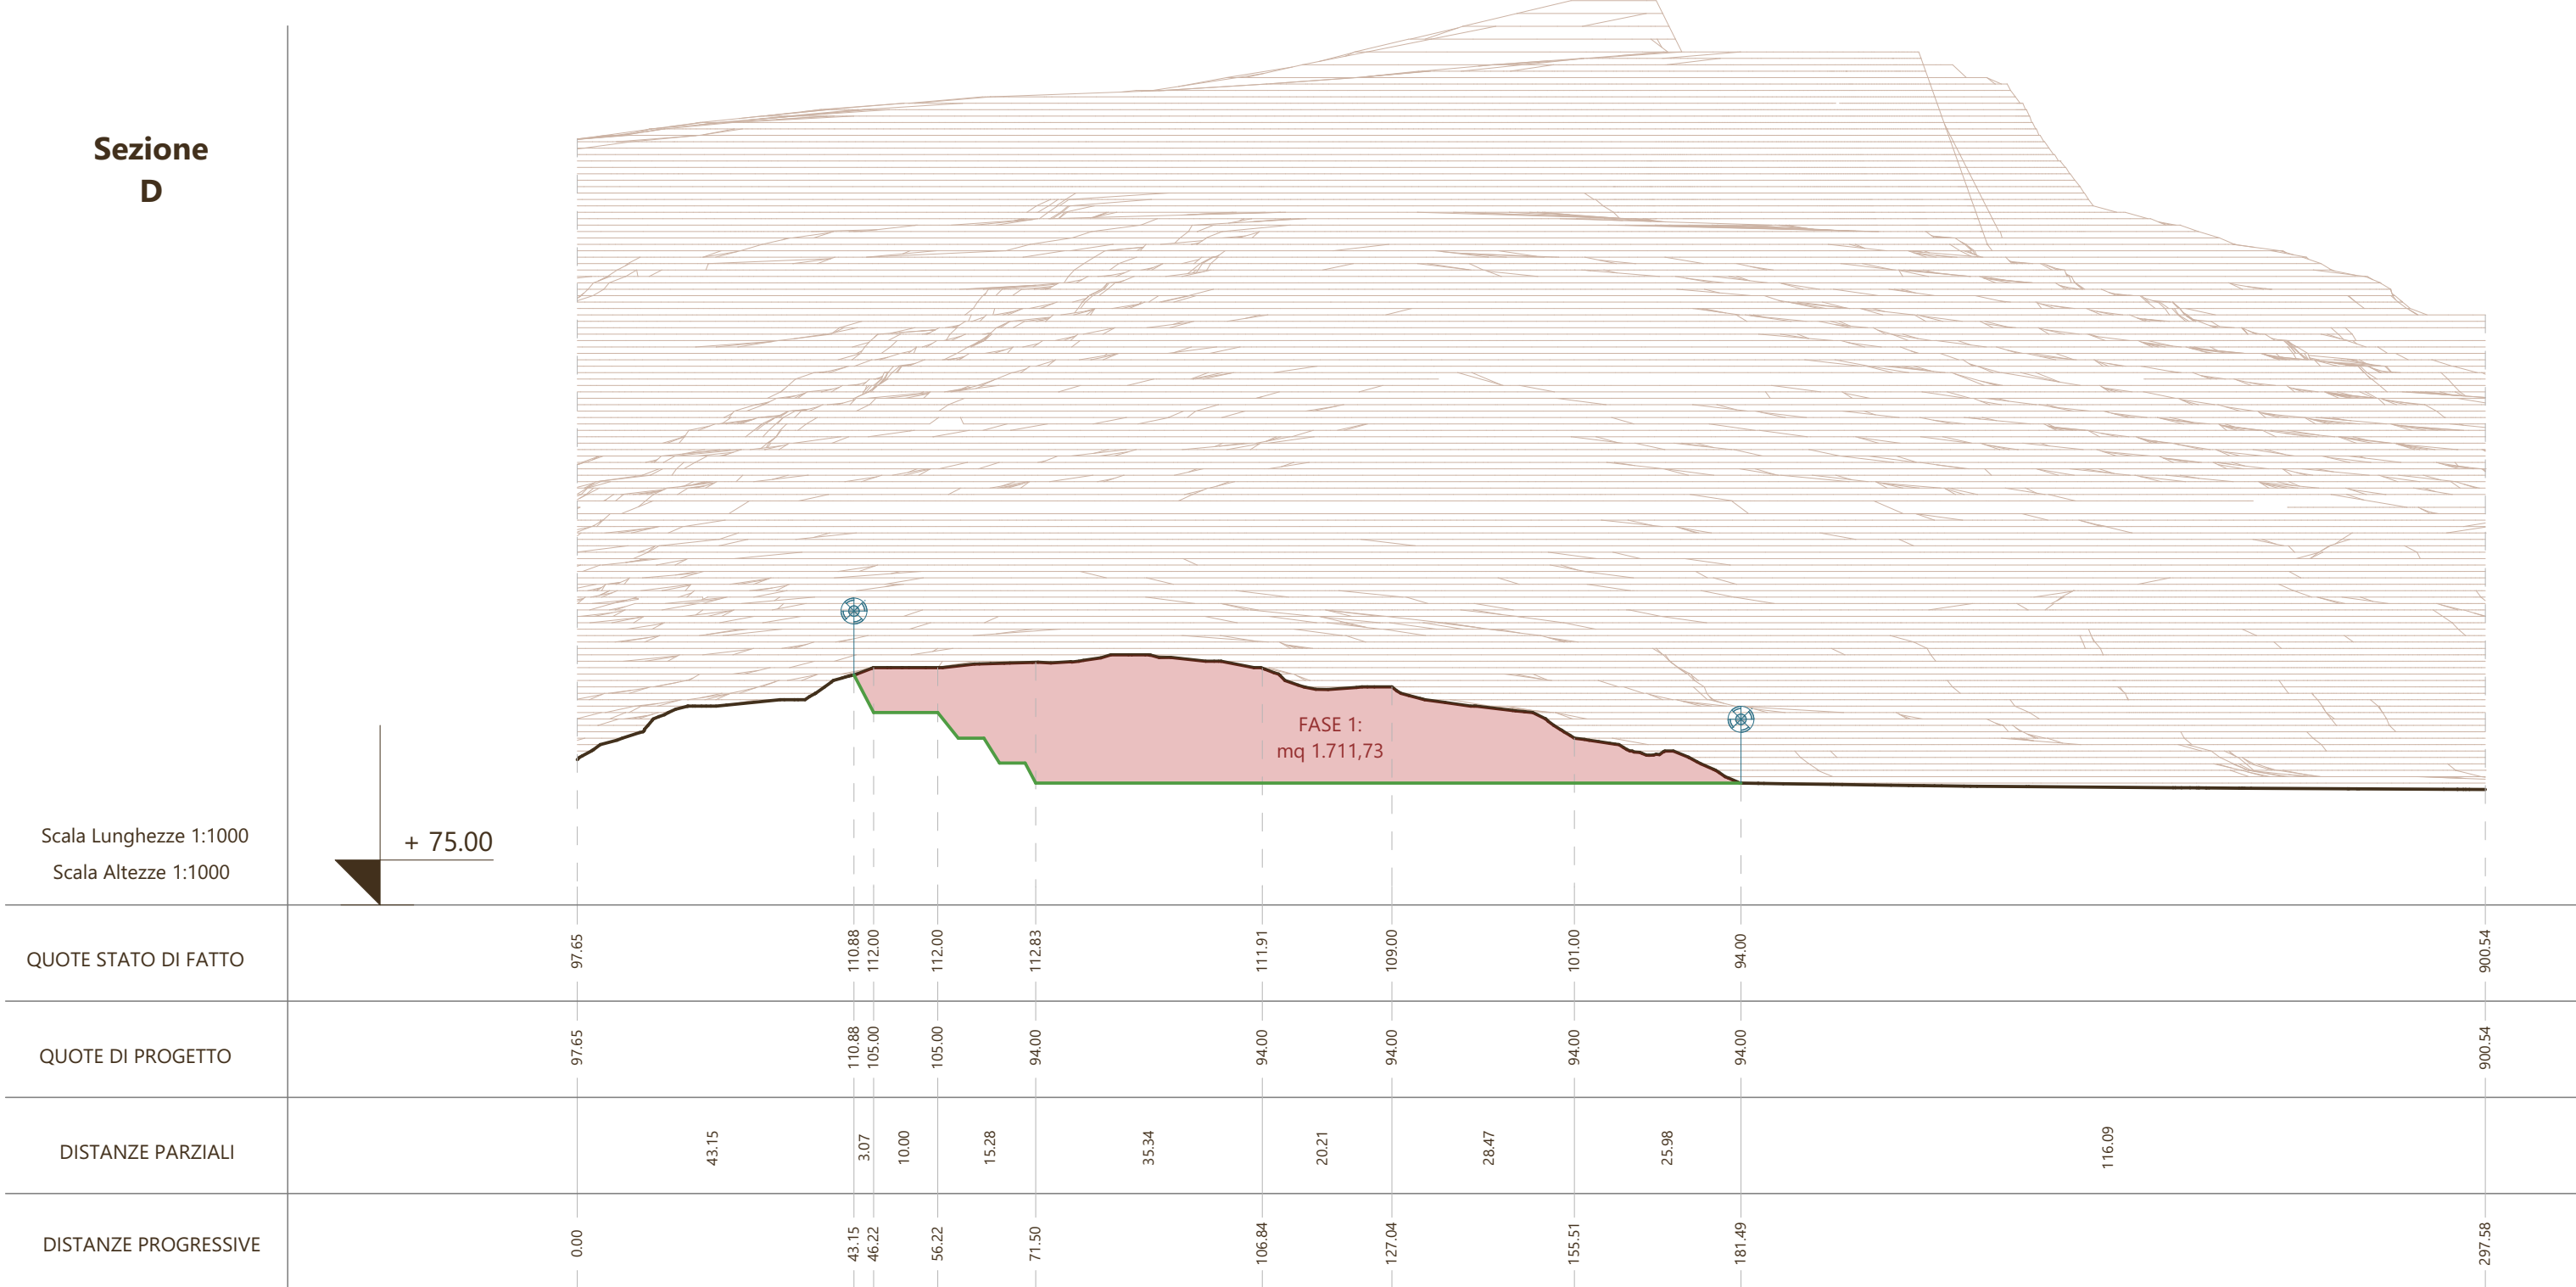 Sezione
D
FASE 1:
mq 1.711,73
Scala Lunghezze 1:1000
Scala Altezze 1:1000
+ 75.00
QUOTE STATO DI FATTO 97.65 110.88 112.00 112.00 112.83 111.91 109.00 101.00 94.00 900.54
QUOTE DI PROGETTO 97.65 110.88 105.00 105.00 94.00 94.00 94.00 94.00 94.00 900.54
DISTANZE PARZIALI 43.15 3.07 10.00 15.28 35.34 20.21 28.47 25.98 116.09
DISTANZE PROGRESSIVE 0.00 43.15 46.22 56.22 71.50 106.84 127.04 155.51 181.49 297.58